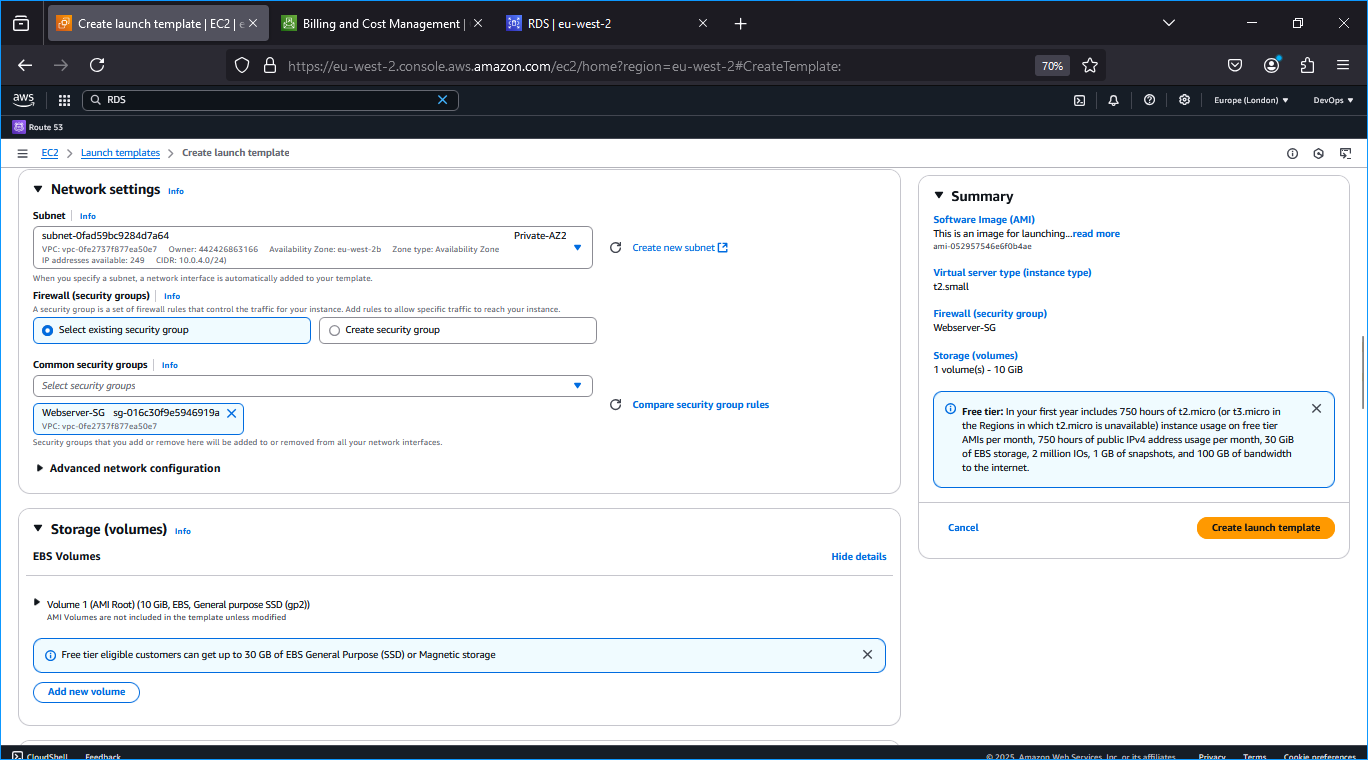 Create launch template | EC2 | e
Billing and Cost Management |
RDS | eu-west-2
https://eu-west-2.console.aws.amazon.com/ec2/home?region=eu-west-2#CreateTemplate:
70%
aws
RDS
Europe (London)
DevOps
Route 53
EC2
Launch templates
Create launch template
Network settings Info
Subnet Info
subnet-0fad59bc9284d7a64 Private-AZ2
VPC: vpc-0fe2737f877ea50e7 Owner: 442426863166 Availability Zone: eu-west-2b Zone type: Availability Zone
IP addresses available: 249 CIDR: 10.0.4.0/24)
Create new subnet
When you specify a subnet, a network interface is automatically added to your template.
Firewall (security groups) Info
A security group is a set of firewall rules that control the traffic for your instance. Add rules to allow specific traffic to reach your instance.
Select existing security group
Create security group
Common security groups Info
Select security groups
Webserver-SG sg-016c30f9e5946919a
VPC: vpc-0fe2737f877ea50e7
Compare security group rules
Security groups that you add or remove here will be added to or removed from all your network interfaces.
Advanced network configuration
Storage (volumes) Info
EBS Volumes
Hide details
Volume 1 (AMI Root) (10 GiB, EBS, General purpose SSD (gp2))
AMI Volumes are not included in the template unless modified
Free tier eligible customers can get up to 30 GB of EBS General Purpose (SSD) or Magnetic storage
Add new volume
Summary
Software Image (AMI)
This is an image for launching...read more
ami-052957546e6f0b4ae
Virtual server type (instance type)
t2.small
Firewall (security group)
Webserver-SG
Storage (volumes)
1 volume(s) - 10 GiB
Free tier: In your first year includes 750 hours of t2.micro (or t3.micro in
the Regions in which t2.micro is unavailable) instance usage on free tier
AMIs per month, 750 hours of public IPv4 address usage per month, 30 GiB
of EBS storage, 2 million IOs, 1 GB of snapshots, and 100 GB of bandwidth
to the internet.
Cancel
Create launch template
CloudShell
Feedback
© 2025, Amazon Web Services, Inc. or its affiliates.
Privacy
Terms
Cookie preferences